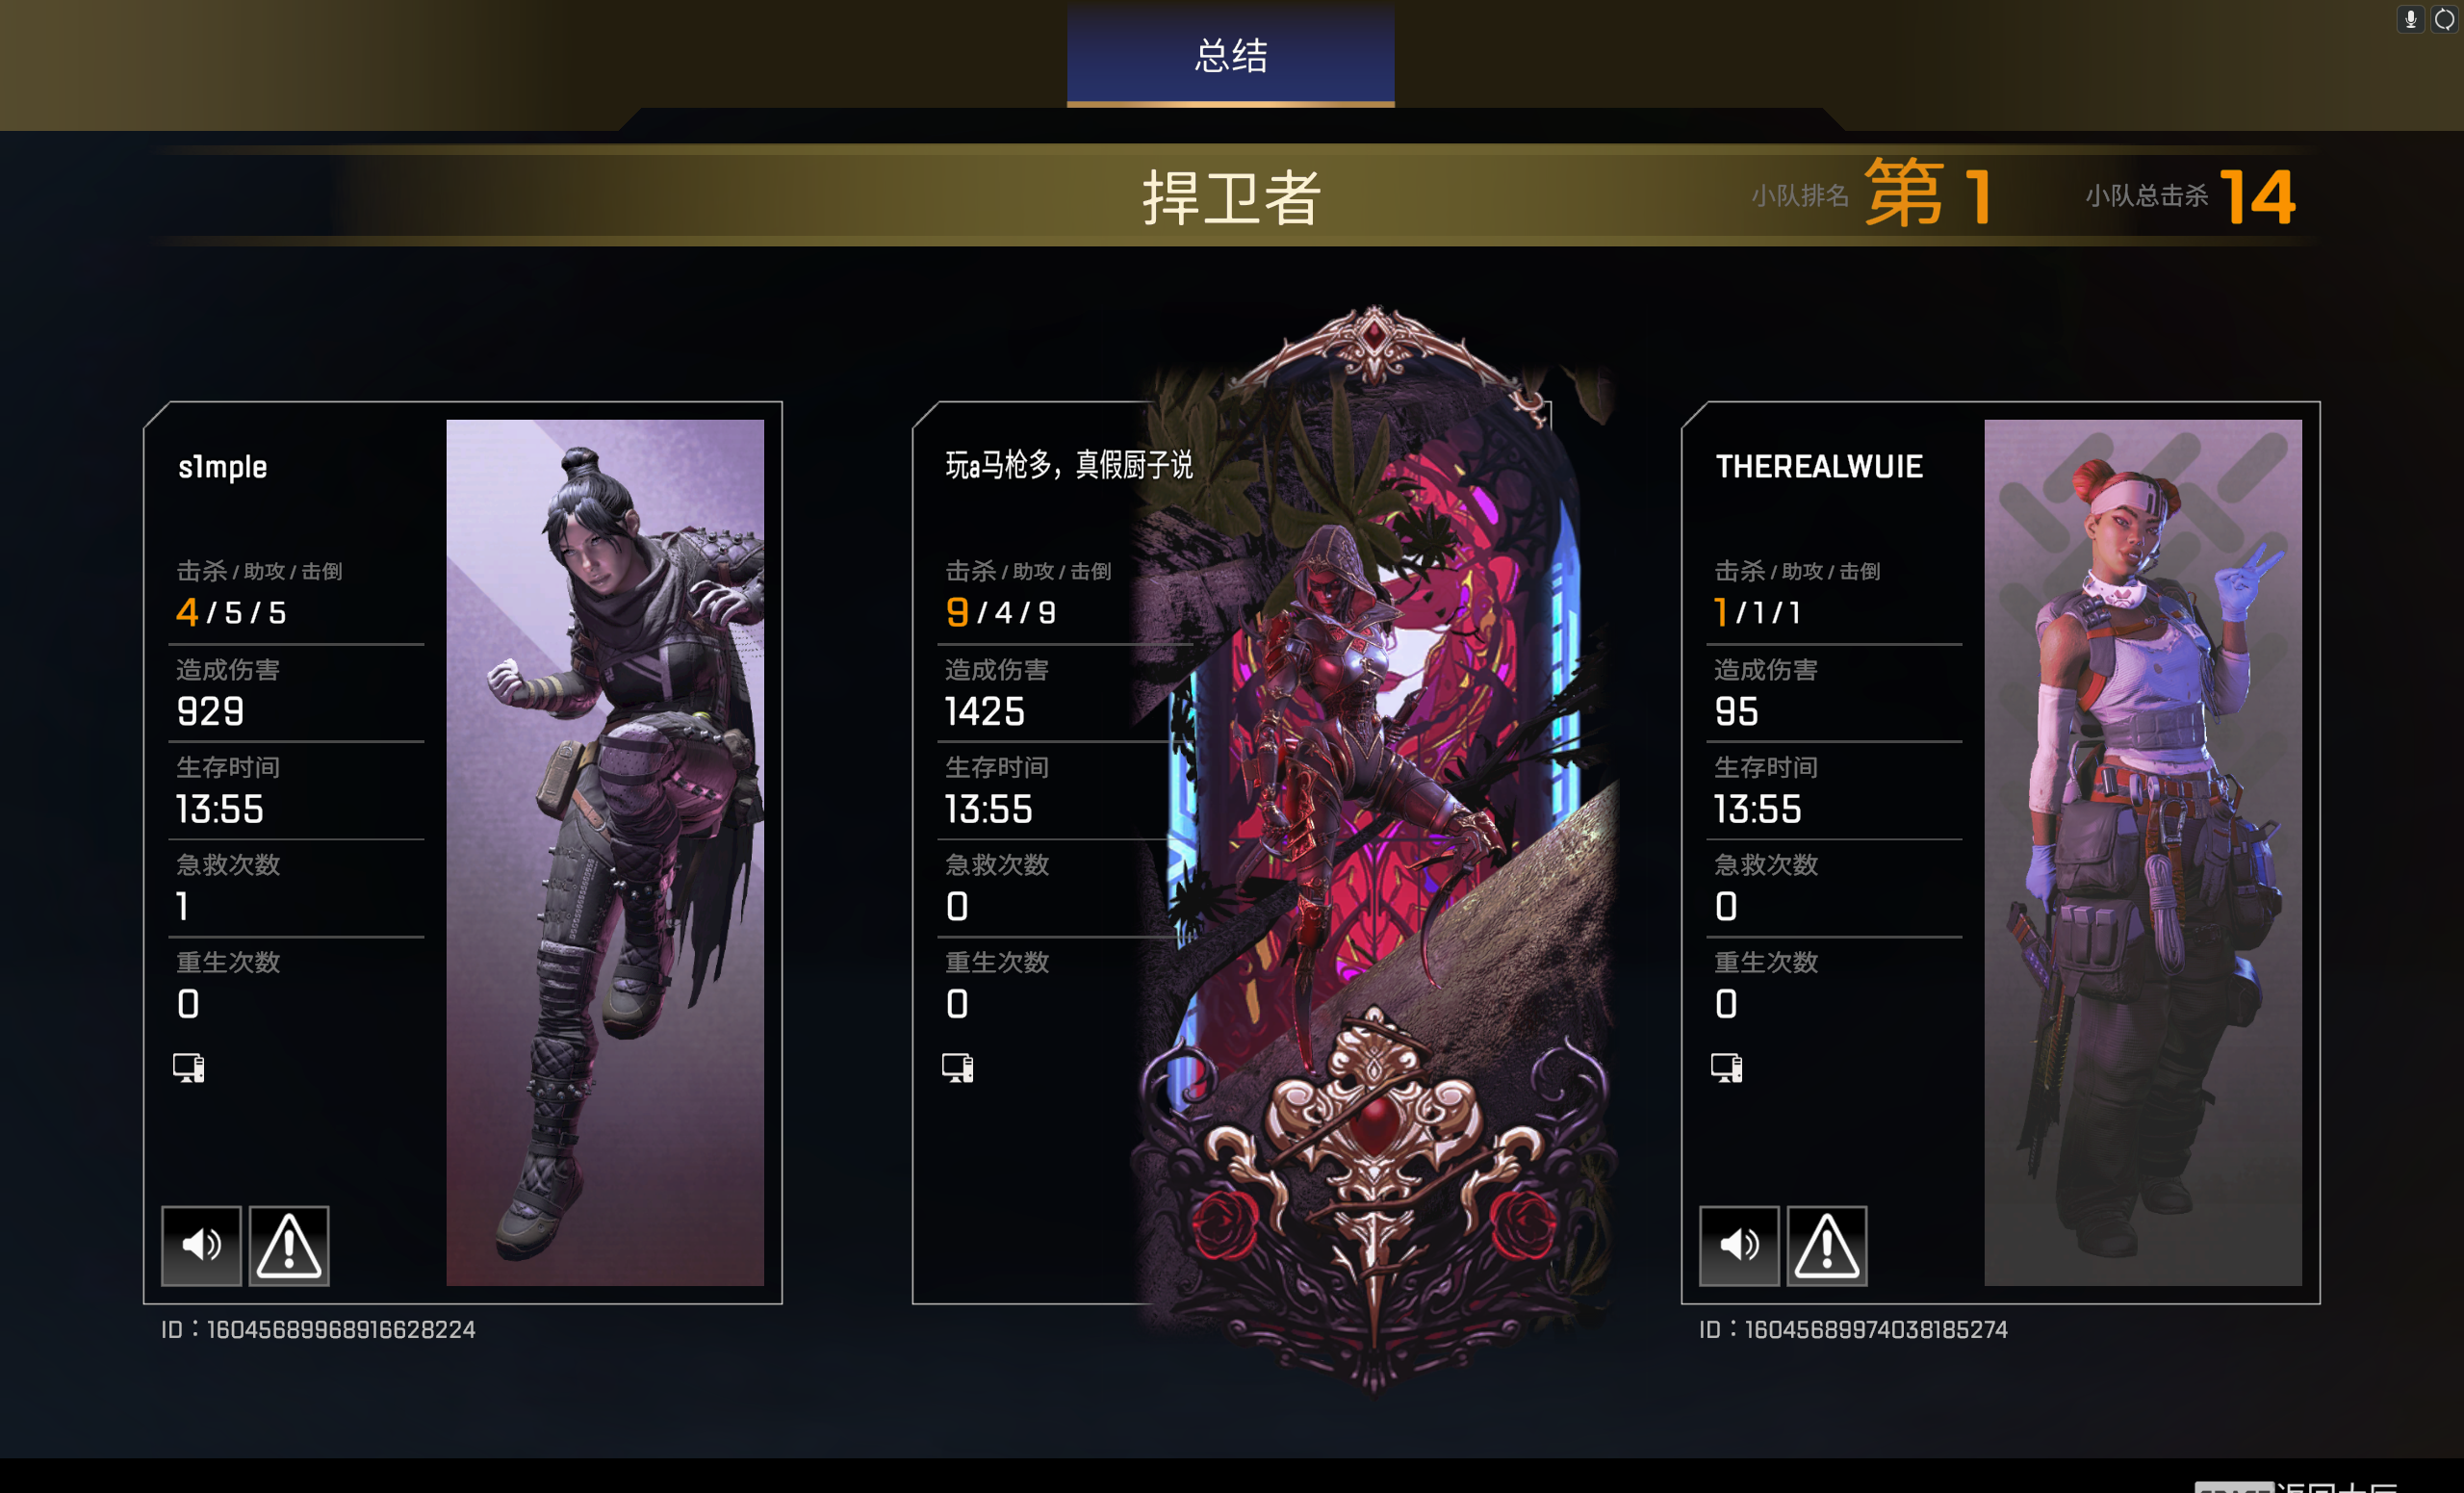 总结
捍卫者
小队排名 第 1 小队总击杀 14
s1mple
击杀 / 助攻 / 击倒
4 / 5 / 5
造成伤害
929
生存时间
13:55
急救次数
1
重生次数
0
ID：16045689968916628224
玩a马枪多，真假厨子说
击杀 / 助攻 / 击倒
9 / 4 / 9
造成伤害
1425
生存时间
13:55
急救次数
0
重生次数
0
THEREALWUIE
击杀 / 助攻 / 击倒
1 / 1 / 1
造成伤害
95
生存时间
13:55
急救次数
0
重生次数
0
ID：16045689974038185274